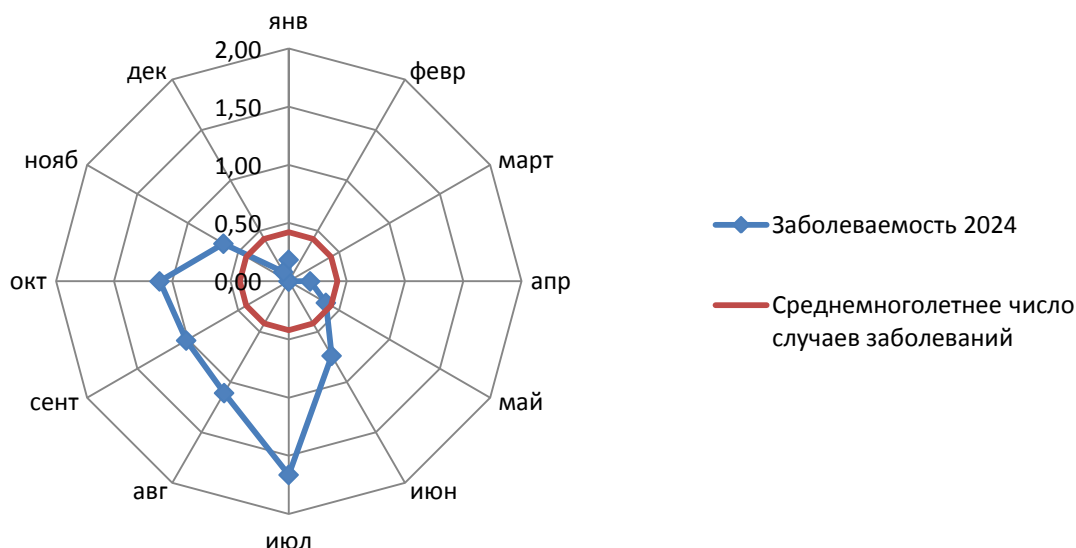 янв
2,00
дек
февр
1,50
нояб
март
1,00
0,50
Заболеваемость 2024
окт
0,00
апр
Среднемноголетнее число
случаев заболеваний
сент
май
авг
июн
июл